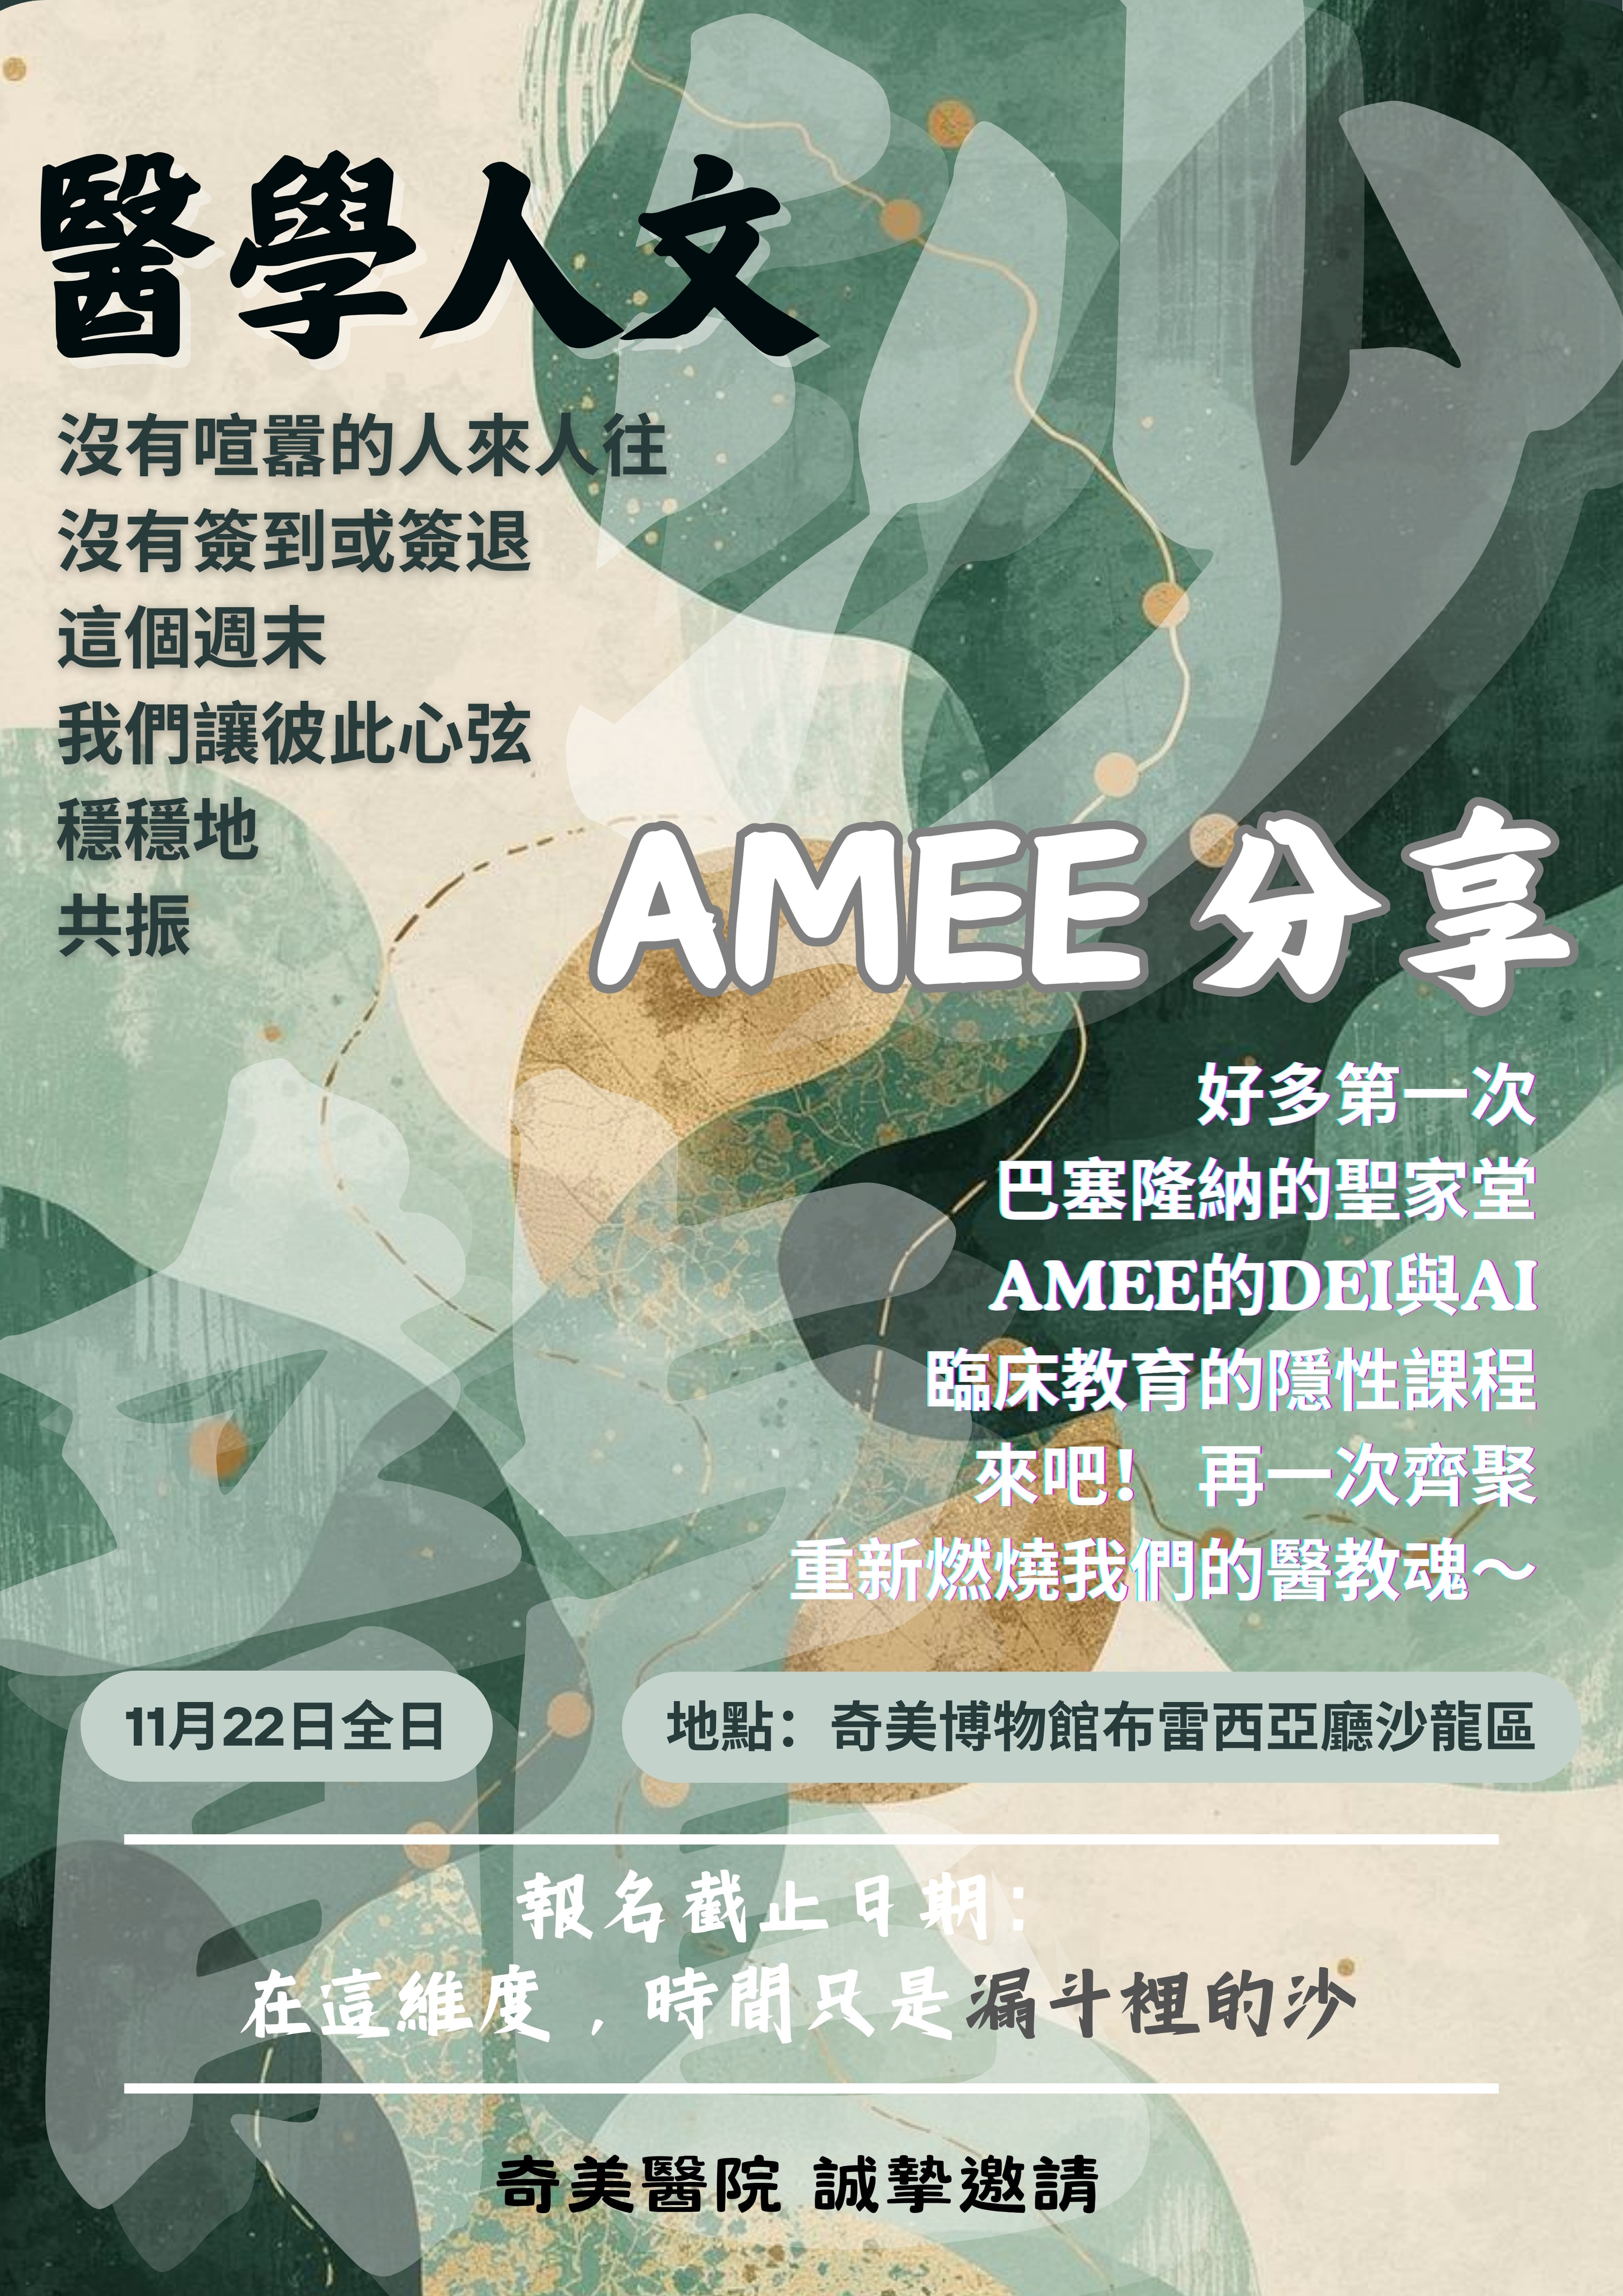 醫學人文
沒有喧囂的人來人往
沒有簽到或簽退
這個週末
我們讓彼此心弦
穩穩地
共振
AMEE 分享
好多第一次
巴塞隆納的聖家堂
AMEE的DEI與AI
臨床教育的隱性課程
來吧！ 再一次齊聚
重新燃燒我們的醫教魂～
11月22日全日
地點：奇美博物館布雷西亞廳沙龍區
報名截止日期：
在這維度，時間只是漏斗裡的沙
奇美醫院 誠摯邀請